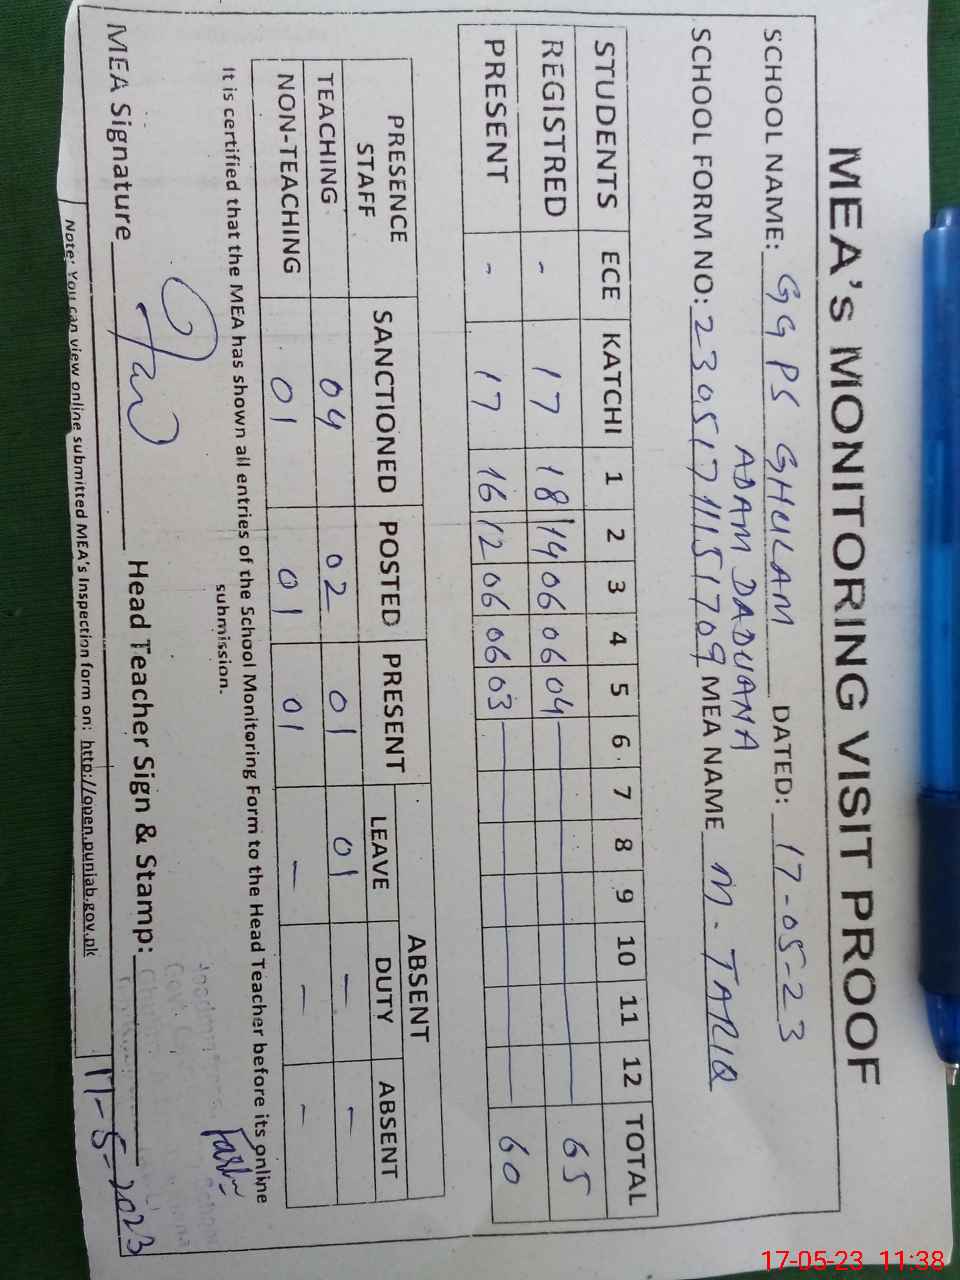 MEA's MONITORING VISIT PROOF
SCHOOL NAME: GGPS GHULAM DATED: 17-05-23
ADAM DADUANA
SCHOOL FORM NO: 23051711151709 MEA NAME M. TARIQ
STUDENTS ECE KATCHI 1 2 3 4 5 6 7 8 9 10 11 12 TOTAL
REGISTRED - 17 18 14 06 06 04 65
PRESENT - 17 16 12 06 06 03 60
PRESENCE STAFF SANCTIONED POSTED PRESENT ABSENT
LEAVE DUTY ABSENT
TEACHING 04 02 01 01 - -
NON-TEACHING 01 01 01 - - -
It is certified that the MEA has shown all entries of the School Monitoring Form to the Head Teacher before its online
submission.
MEA Signature Head Teacher Sign & Stamp:
17-5-2023
Note: You can view online submitted MEA's Inspection form on: http://open.punjab.gov.pk
17-05-23 11:38